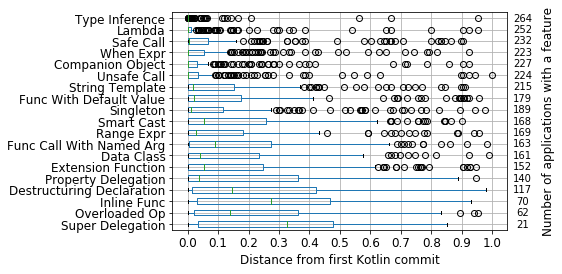 Type Inference 264
Lambda 252
Safe Call 232
When Expr 223
Companion Object 227
Unsafe Call 224
String Template 215
Func With Default Value 179
Singleton 189
Smart Cast 168
Range Expr 169
Func Call With Named Arg 163
Data Class 161
Extension Function 152
Property Delegation 140
Destructuring Declaration 117
Inline Func 70
Overloaded Op 62
Super Delegation 21
0.0 0.1 0.2 0.3 0.4 0.5 0.6 0.7 0.8 0.9 1.0
Distance from first Kotlin commit
Number of applications with a feature